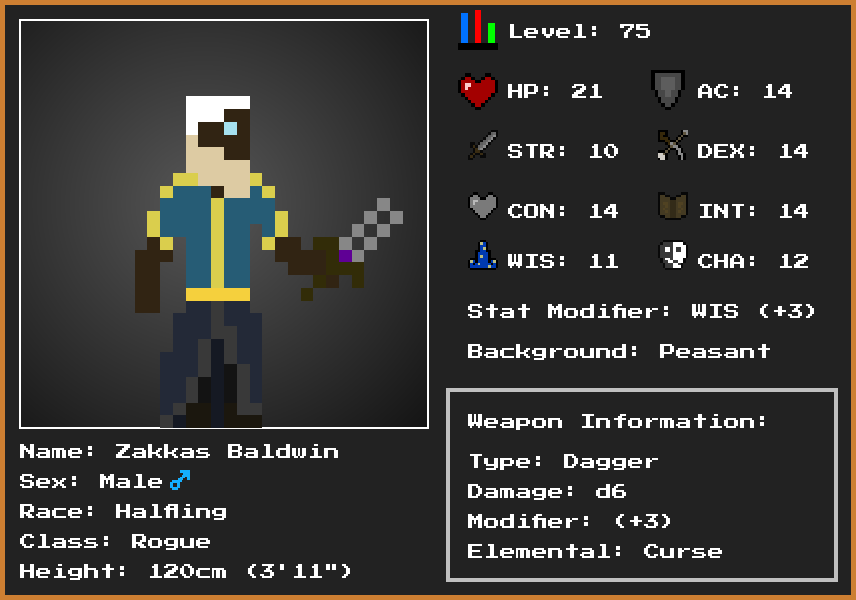 Level: 75
HP: 21
AC: 14
STR: 10
DEX: 14
CON: 14
INT: 14
WIS: 11
CHA: 12
Stat Modifier: WIS (+3)
Background: Peasant
Weapon Information:
Type: Dagger
Damage: d6
Modifier: (+3)
Elemental: Curse
Name: Zakkas Baldwin
Sex: Male♂
Race: Halfling
Class: Rogue
Height: 120cm (3'11")